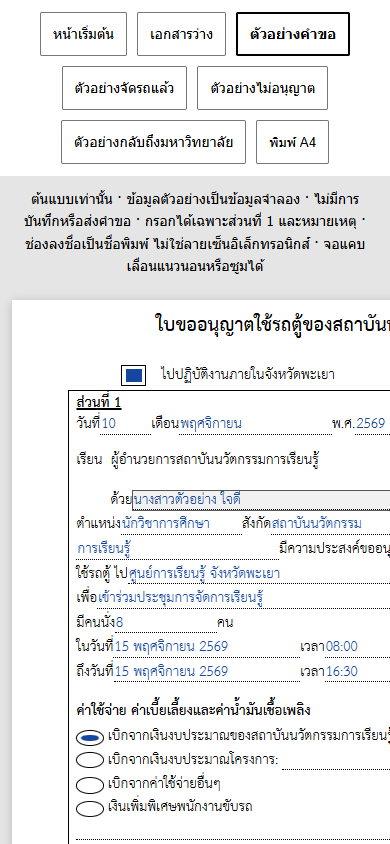 หน้าเริ่มต้น เอกสารว่าง ตัวอย่างคำขอ
ตัวอย่างจัดรถแล้ว ตัวอย่างไม่อนุญาต
ตัวอย่างกลับถึงมหาวิทยาลัย พิมพ์ A4
ต้นแบบเท่านั้น · ข้อมูลตัวอย่างเป็นข้อมูลจำลอง · ไม่มีการ
บันทึกหรือส่งคำขอ · กรอกได้เฉพาะส่วนที่ 1 และหมายเหตุ ·
ช่องลงชื่อเป็นชื่อพิมพ์ ไม่ใช่ลายเซ็นอิเล็กทรอนิกส์ · จอแคบ
เลื่อนแนวนอนหรือซูมได้
ใบขออนุญาตใช้รถตู้ของสถาบัน
ไปปฏิบัติงานภายในจังหวัดพะเยา
ส่วนที่ 1
วันที่ 10 เดือน พฤศจิกายน พ.ศ. 2569
เรียน ผู้อำนวยการสถาบันนวัตกรรมการเรียนรู้
ด้วย นางสาวตัวอย่าง ใจดี
ตำแหน่ง นักวิชาการศึกษา สังกัด สถาบันนวัตกรรม
การเรียนรู้ มีความประสงค์ขออนุ
ใช้รถตู้ ไป ศูนย์การเรียนรู้ จังหวัดพะเยา
เพื่อ เข้าร่วมประชุมการจัดการเรียนรู้
มีคนนั่ง 8 คน
ในวันที่ 15 พฤศจิกายน 2569 เวลา 08:00
ถึงวันที่ 15 พฤศจิกายน 2569 เวลา 16:30
ค่าใช้จ่าย ค่าเบี้ยเลี้ยงและค่าน้ำมันเชื้อเพลิง
เบิกจากเงินงบประมาณของสถาบันนวัตกรรมการเรียนรู้
เบิกจากเงินงบประมาณโครงการ:
เบิกจากค่าใช้จ่ายอื่นๆ
เงินเพิ่มพิเศษพนักงานขับรถ